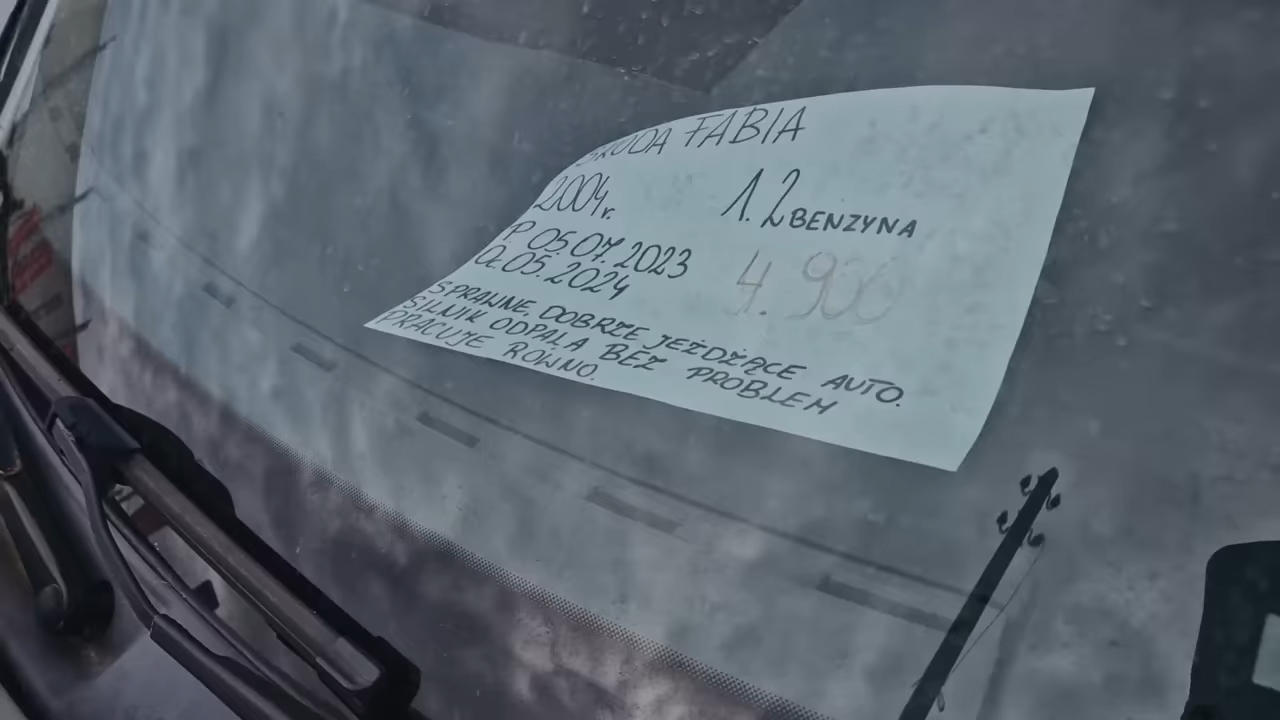 ŠKODA FABIA
2004r. 1.2 BENZYNA
P 05.07.2023
O.05.2024
4.900
SPRAWNE, DOBRZE JEŻDŻĄCE AUTO.
SILNIK ODPALA BEZ PROBLEM
PRACUJE RÓWNO.